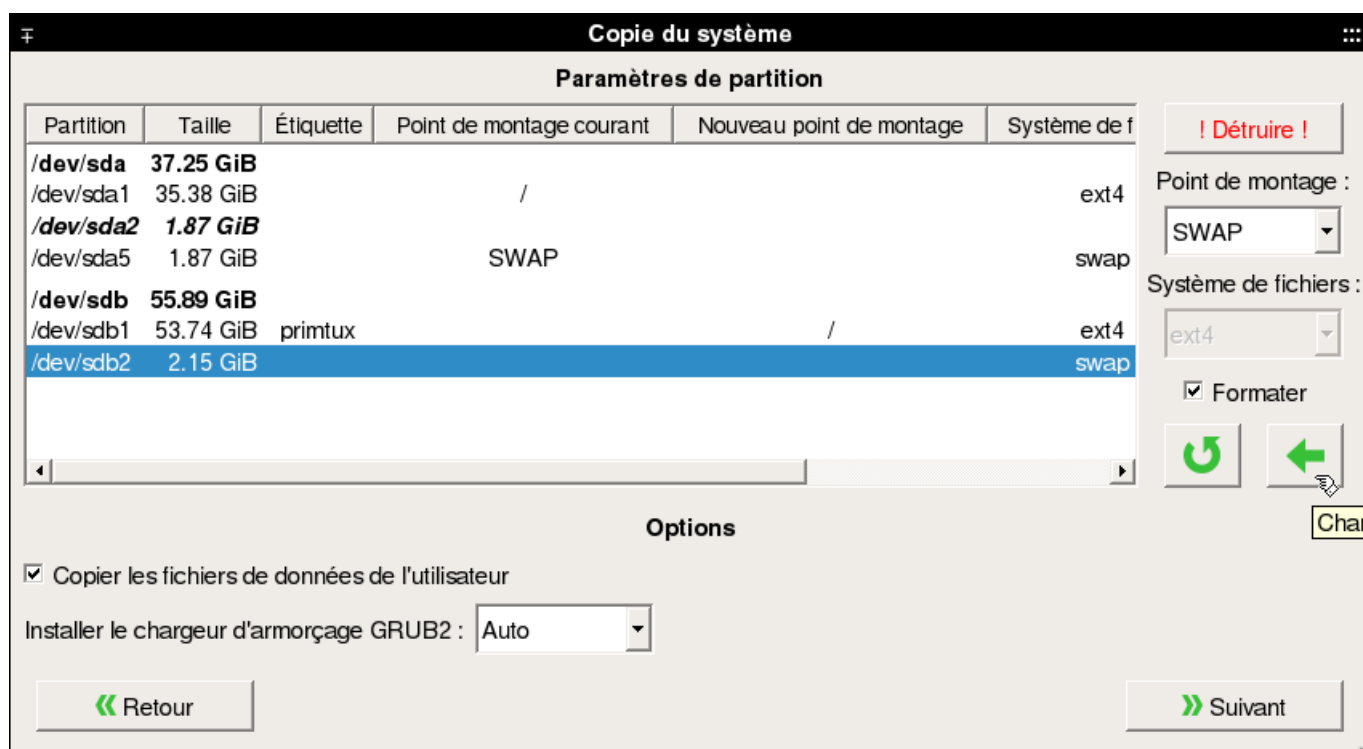 Copie du système
Paramètres de partition
Partition Taille Étiquette Point de montage courant Nouveau point de montage Système de f
/dev/sda 37.25 GiB
/dev/sda1 35.38 GiB / ext4
/dev/sda2 1.87 GiB
/dev/sda5 1.87 GiB SWAP swap
/dev/sdb 55.89 GiB
/dev/sdb1 53.74 GiB primtux / ext4
/dev/sdb2 2.15 GiB swap
! Détruire !
Point de montage :
SWAP
Système de fichiers :
ext4
Formater
Char
Options
Copier les fichiers de données de l'utilisateur
Installer le chargeur d'armorçage GRUB2 : Auto
Retour
Suivant